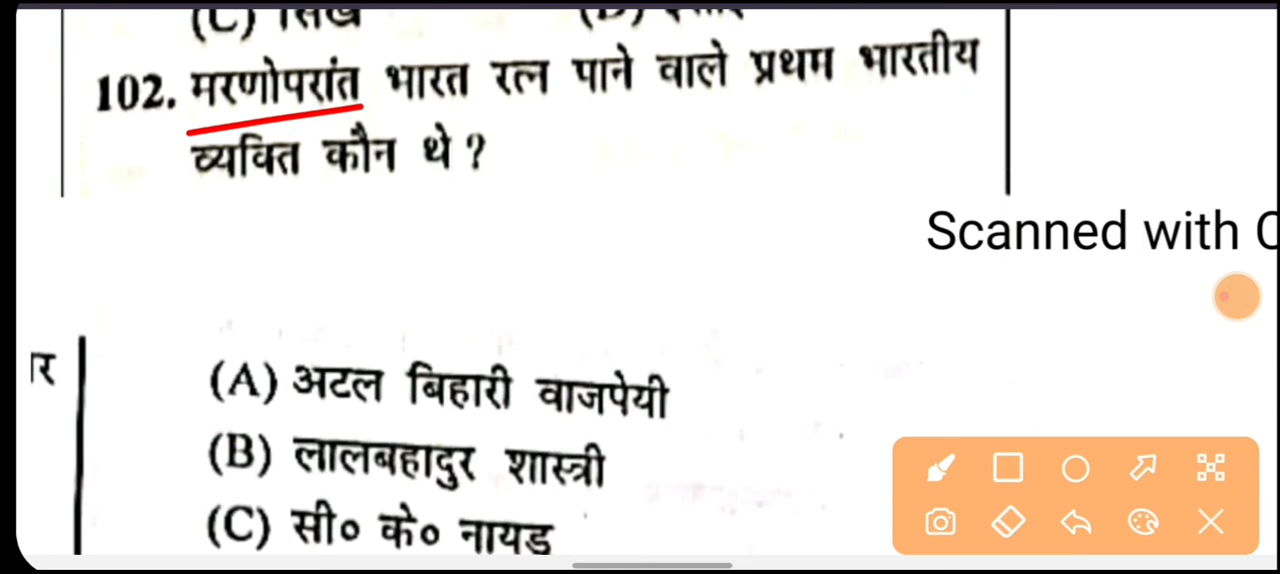 (C) सिख
102. मरणोपरांत भारत रत्न पाने वाले प्रथम भारतीय
व्यक्ति कौन थे ?
Scanned with
(A) अटल बिहारी वाजपेयी
(B) लालबहादुर शास्त्री
(C) सी० के० नायडू